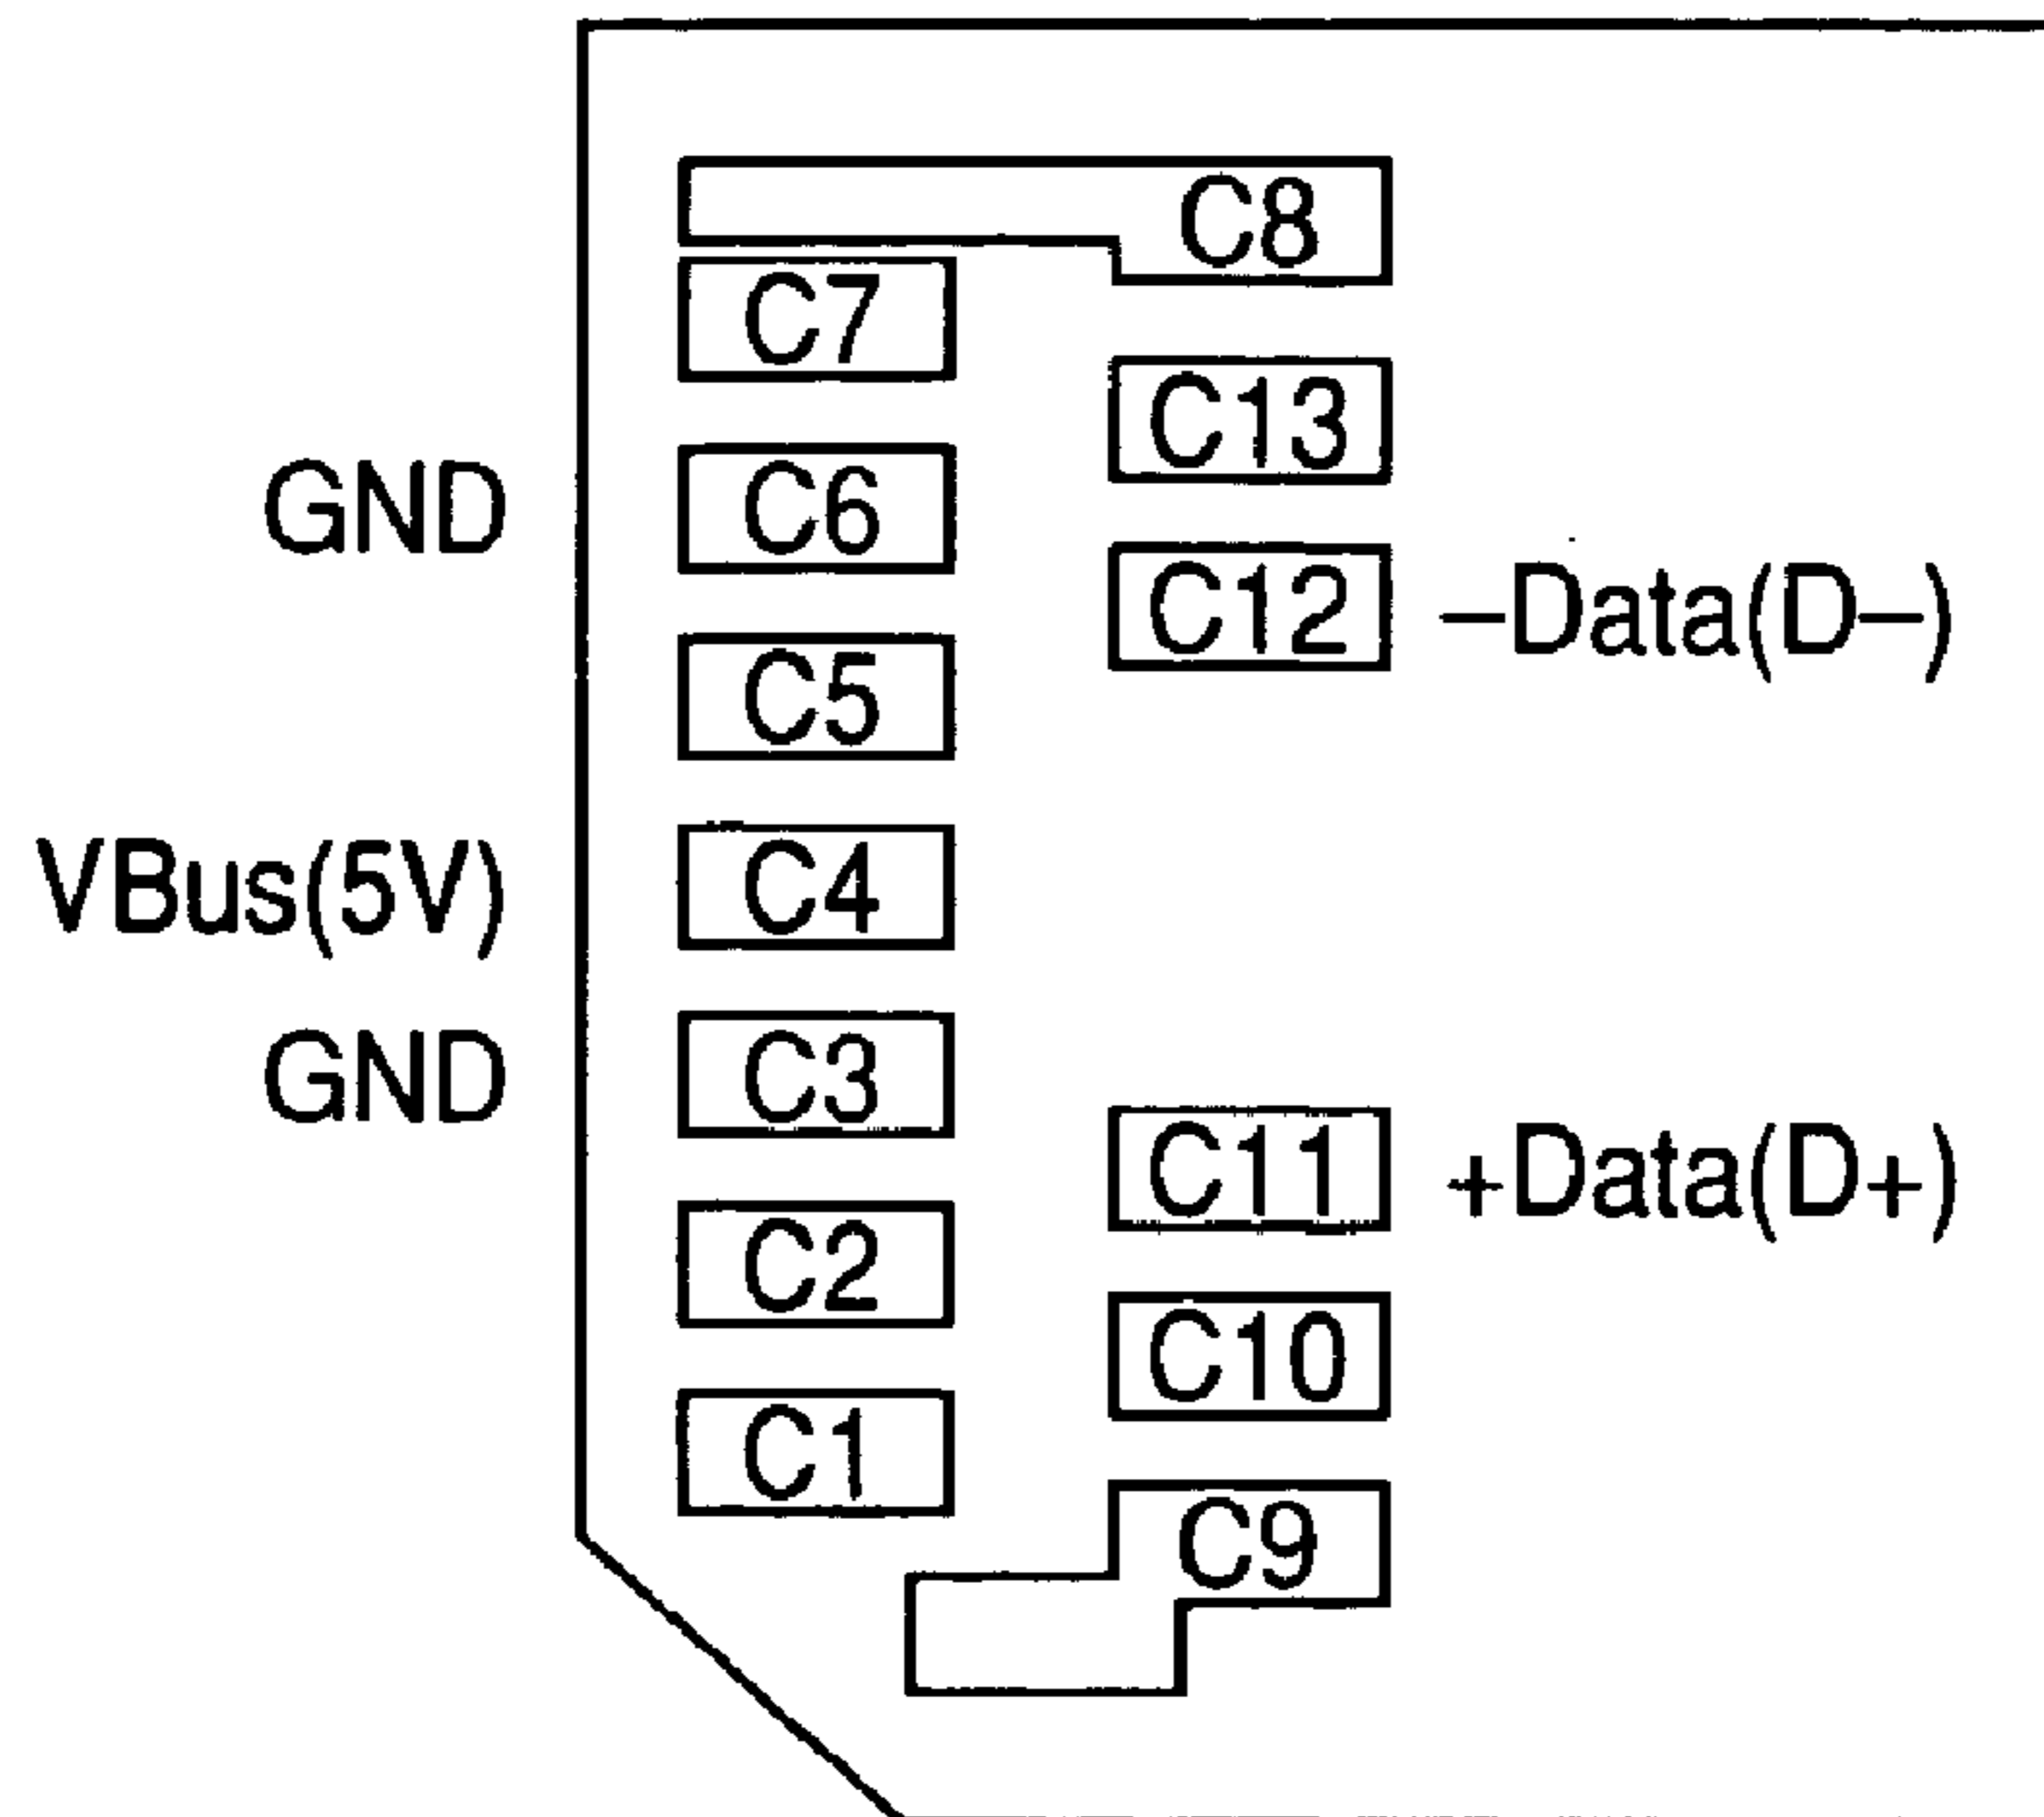 C8
C7
C13
GND C6
C12 −Data(D−)
C5
VBus(5V) C4
GND C3
C11 +Data(D+)
C2
C10
C1
C9